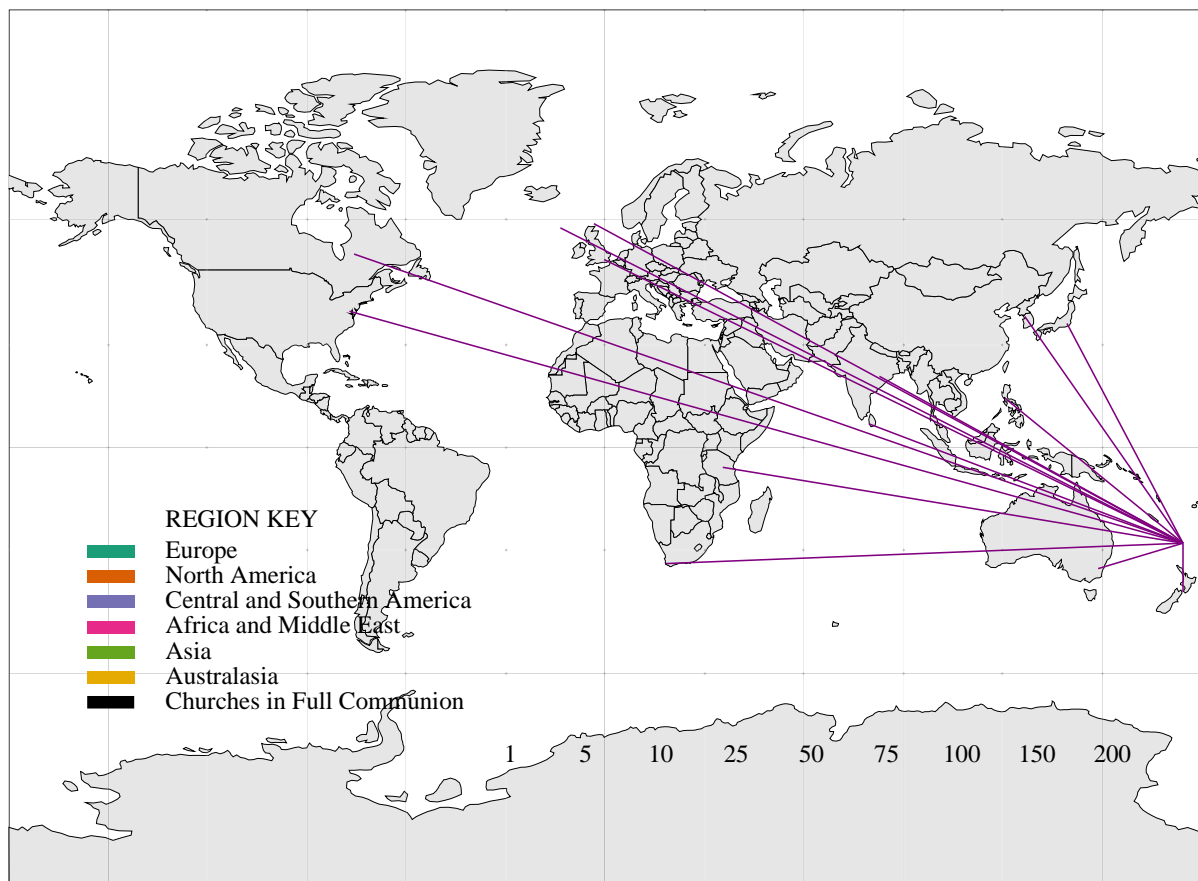 REGION KEY
Europe
North America
Central and Southern America
Africa and Middle East
Asia
Australasia
Churches in Full Communion
1 5 10 25 50 75 100 150 200